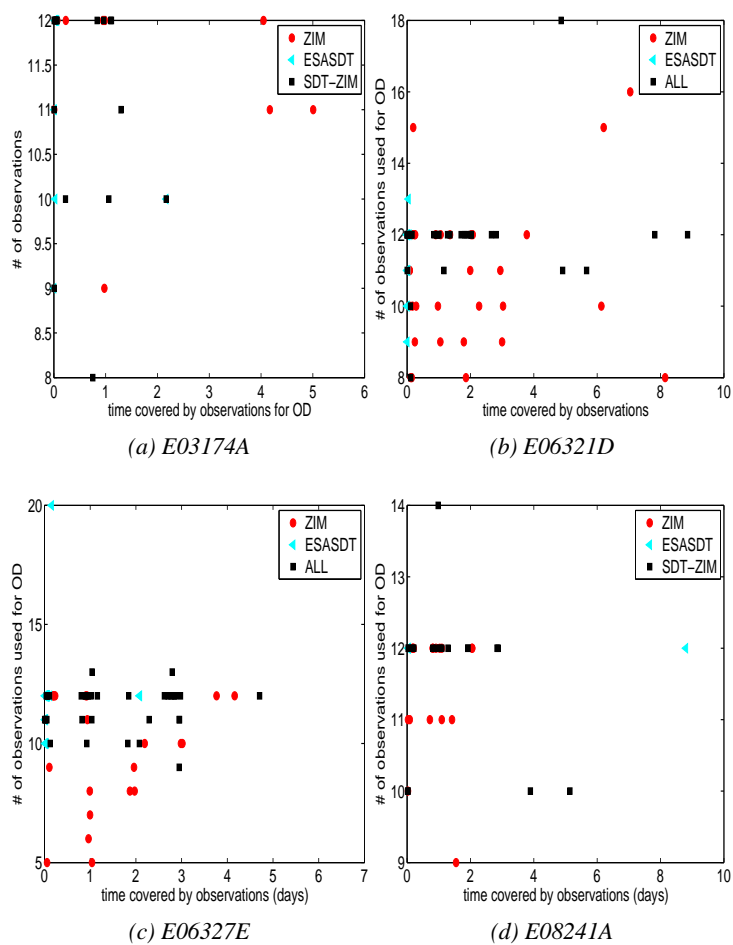 12
11.5
11
10.5
10
9.5
9
8.5
8
# of observations
0 1 2 3 4 5 6
time covered by observations for OD
ZIM
ESASDT
SDT-ZIM
(a) E03174A
18
16
14
12
10
8
# of observations used for OD
0 2 4 6 8 10
time covered by observations
ZIM
ESASDT
ALL
(b) E06321D
20
15
10
5
# of observations used for OD
0 1 2 3 4 5 6 7
time covered by observations (days)
ZIM
ESASDT
ALL
(c) E06327E
14
13
12
11
10
9
# of observations used for OD
0 2 4 6 8 10
time covered by observations (days)
ZIM
ESASDT
SDT-ZIM
(d) E08241A